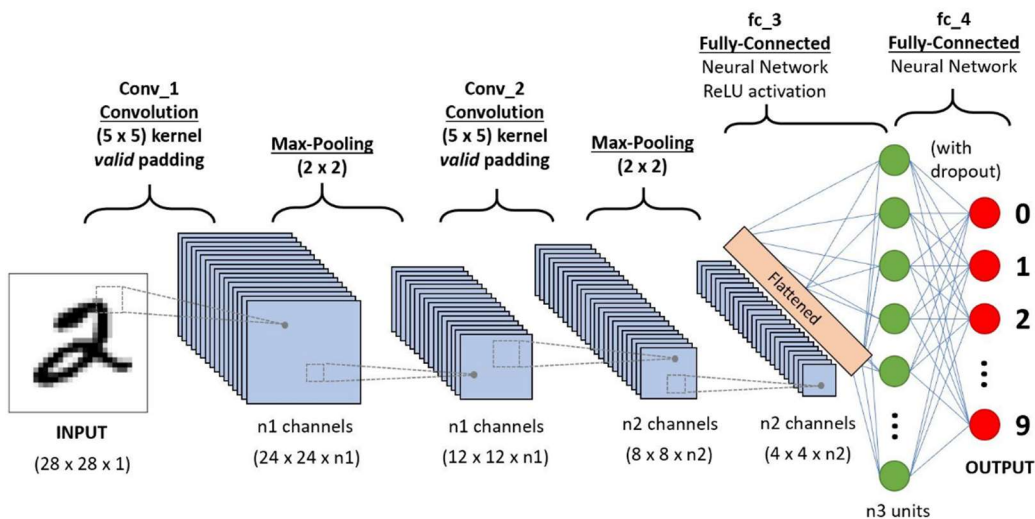 Conv_1
Convolution
(5 x 5) kernel
valid padding
Max-Pooling
(2 x 2)
Conv_2
Convolution
(5 x 5) kernel
valid padding
Max-Pooling
(2 x 2)
fc_3
Fully-Connected
Neural Network
ReLU activation
fc_4
Fully-Connected
Neural Network
(with
dropout)
2
Flattened
0
1
2
...
9
...
INPUT
(28 x 28 x 1)
n1 channels
(24 x 24 x n1)
n1 channels
(12 x 12 x n1)
n2 channels
(8 x 8 x n2)
n2 channels
(4 x 4 x n2)
n3 units
OUTPUT